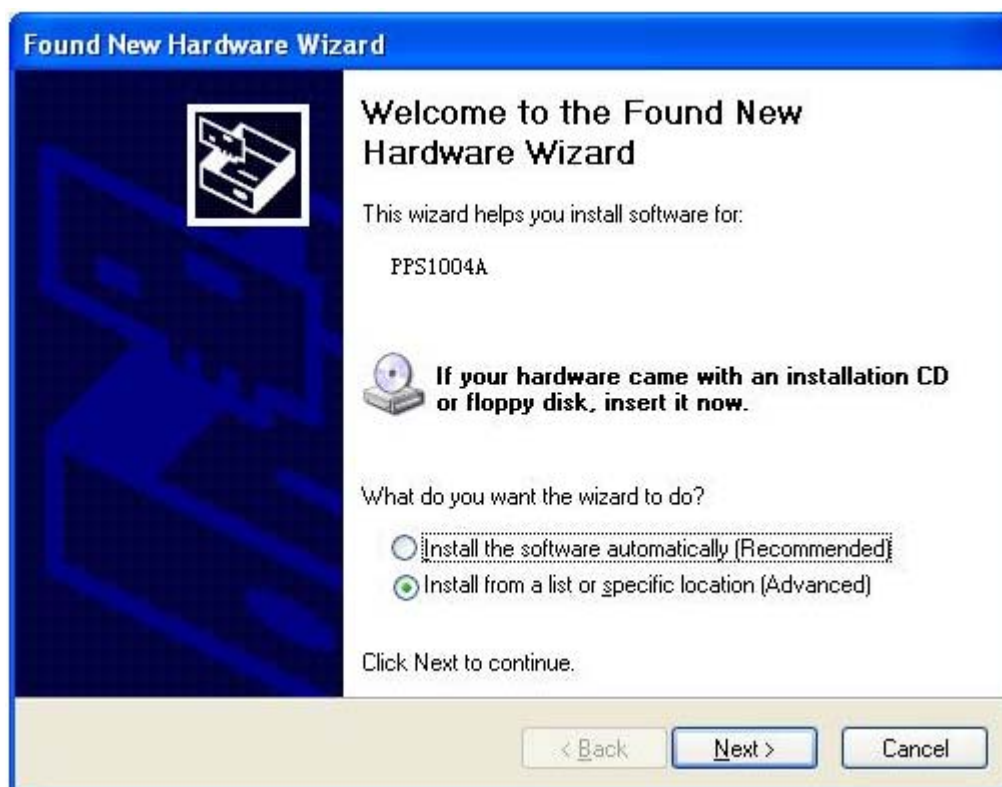 Found New Hardware Wizard
Welcome to the Found New
Hardware Wizard
This wizard helps you install software for:
PPS1004A
If your hardware came with an installation CD
or floppy disk, insert it now.
What do you want the wizard to do?
Install the software automatically (Recommended)
Install from a list or specific location (Advanced)
Click Next to continue.
< Back Next > Cancel